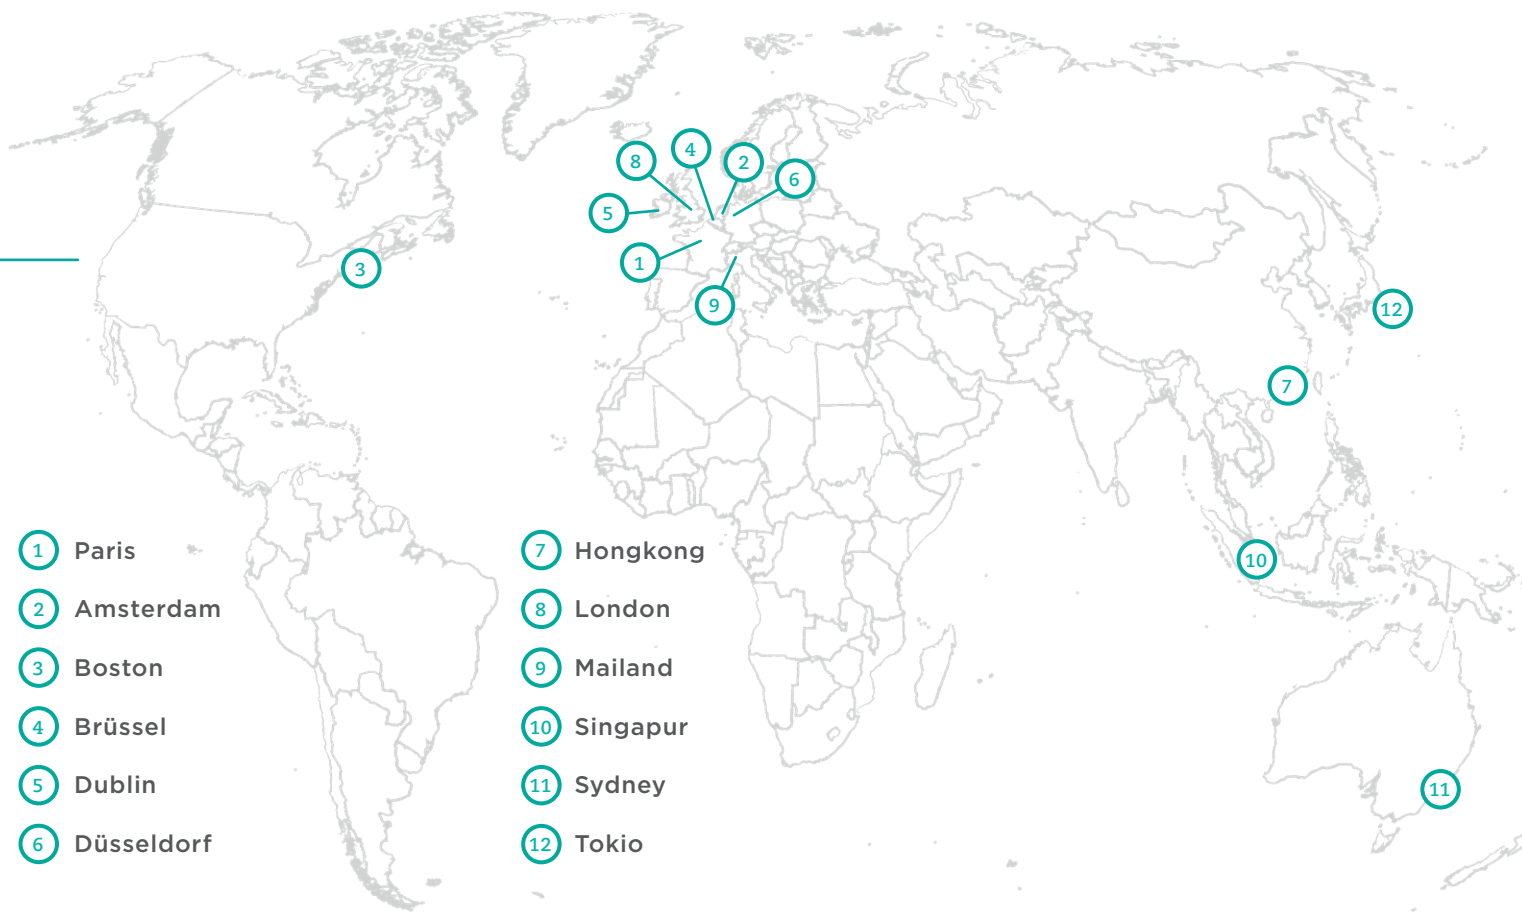 8
4
2
6
5
1
3
9
12
7
10
11
1 Paris
2 Amsterdam
3 Boston
4 Brüssel
5 Dublin
6 Düsseldorf
7 Hongkong
8 London
9 Mailand
10 Singapur
11 Sydney
12 Tokio